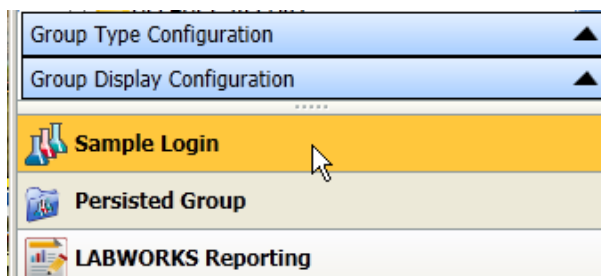 Group Type Configuration
Group Display Configuration
Sample Login
Persisted Group
LABWORKS Reporting